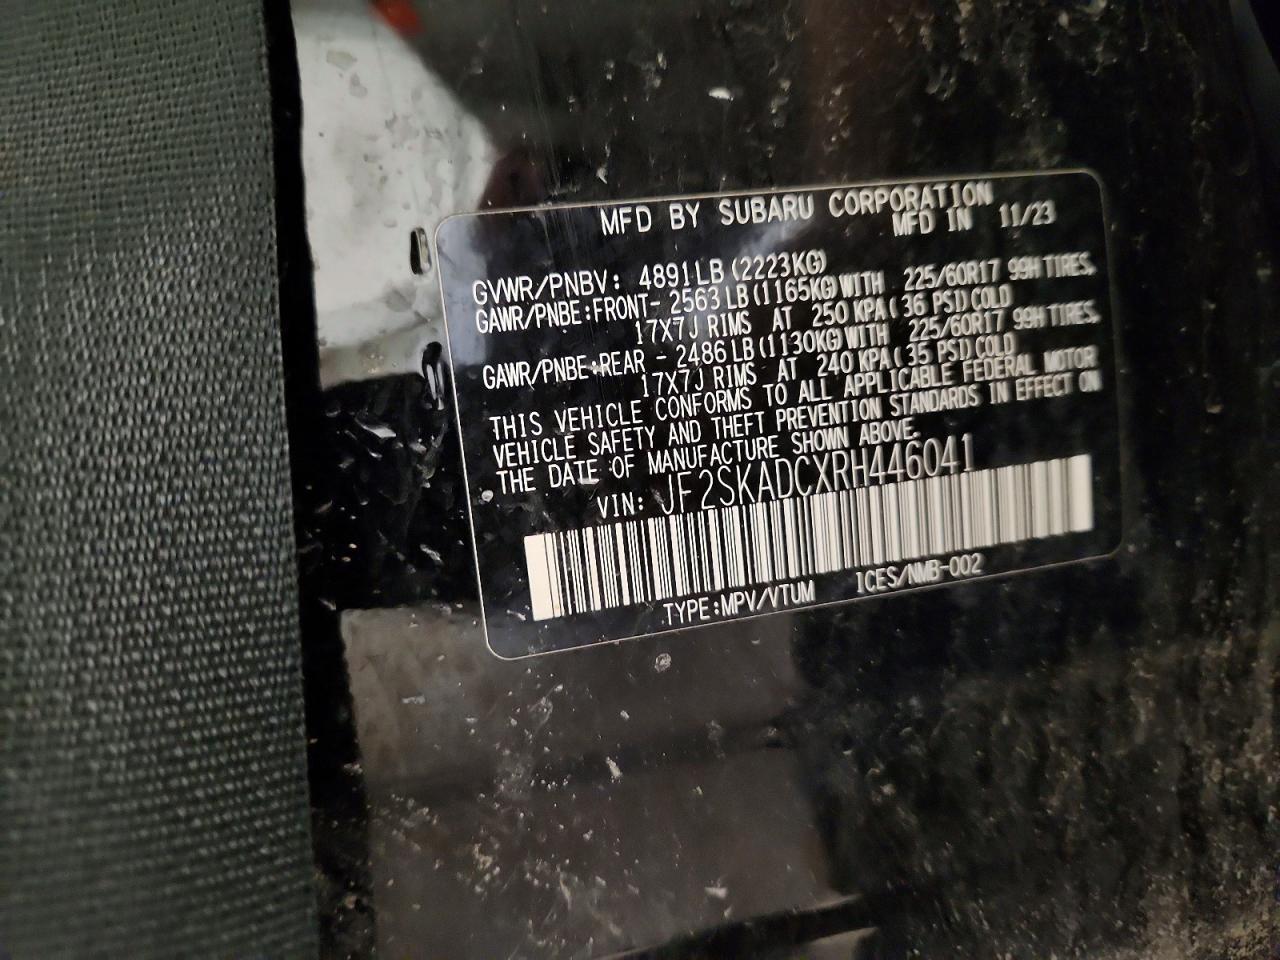 MFD BY SUBARU CORPORATION
MFD IN 11/23
GVWR/PNBV: 4891LB(2223KG)
GAWR/PNBE:FRONT- 2563LB(1165KG)WITH 225/60R17 99H TIRES,
17X7J RIMS AT 250 KPA(36 PSI)COLD
GAWR/PNBE:REAR - 2486LB(1130KG)WITH 225/60R17 99H TIRES,
17X7J RIMS AT 240 KPA(35 PSI)COLD
THIS VEHICLE CONFORMS TO ALL APPLICABLE FEDERAL MOTOR
VEHICLE SAFETY AND THEFT PREVENTION STANDARDS IN EFFECT ON
THE DATE OF MANUFACTURE SHOWN ABOVE.
VIN: JF2SKADCXRH446041
TYPE:MPV/VTUM ICES/NMB-002